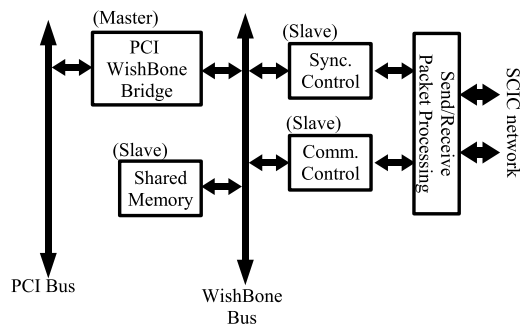 (Master)
PCI
WishBone
Bridge
(Slave)
Shared
Memory
PCI Bus
WishBone
Bus
(Slave)
Sync.
Control
(Slave)
Comm.
Control
Send/Receive
Packet Processing
SCIC network